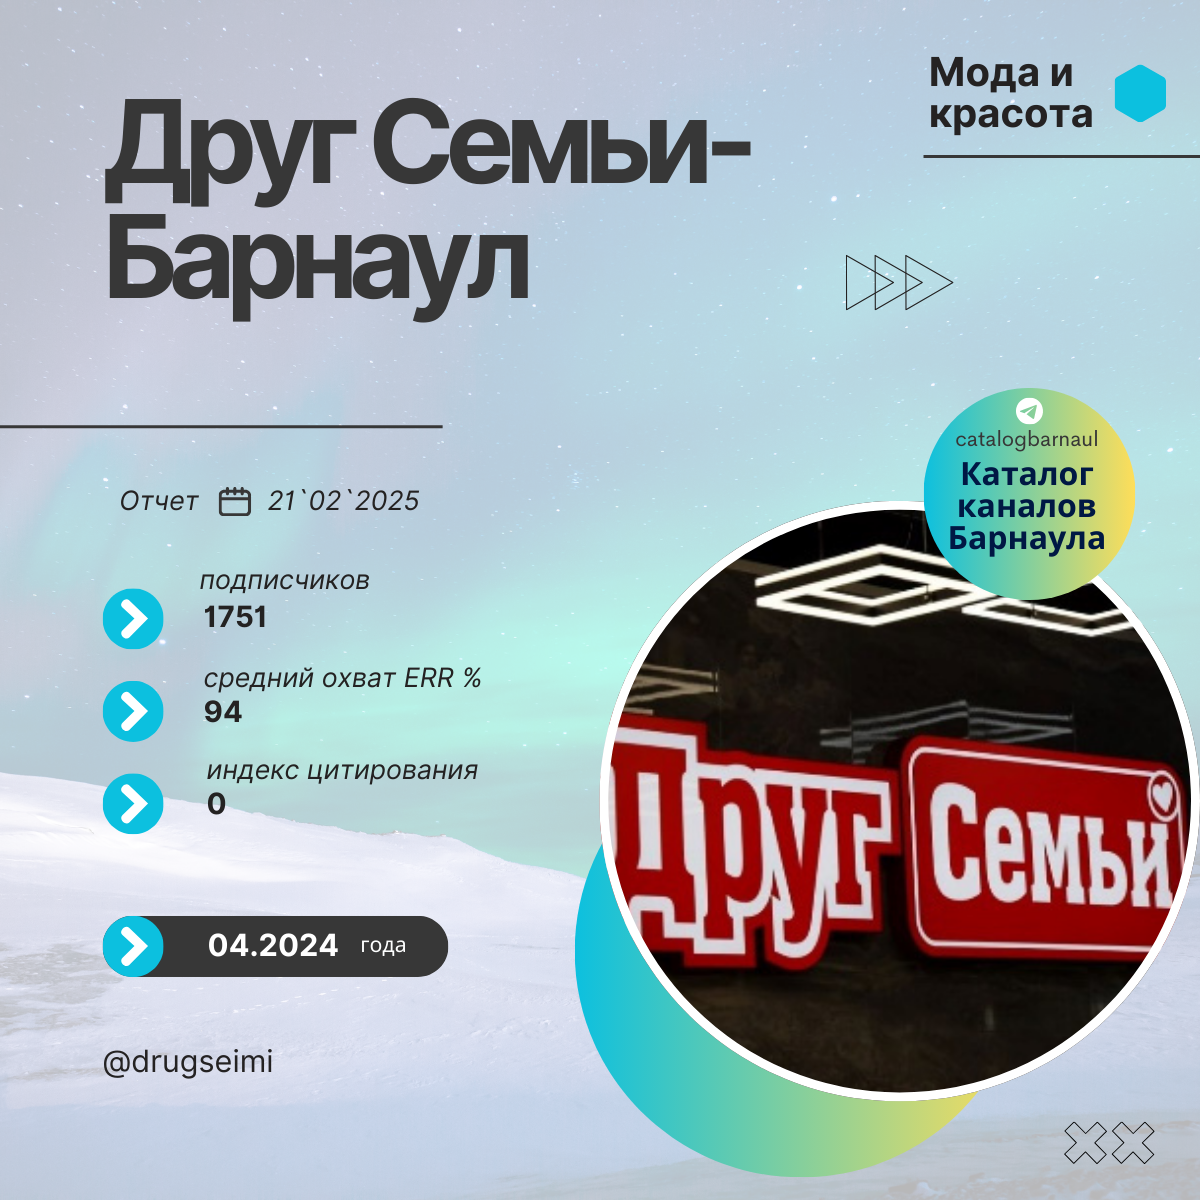 Мода и
красота
Друг Семьи-
Барнаул
catalogbarnaul
Каталог
каналов
Барнаула
Отчет 21`02`2025
подписчиков
1751
средний охват ERR %
94
индекс цитирования
0
Друг Семьи
04.2024 года
@drugseimi